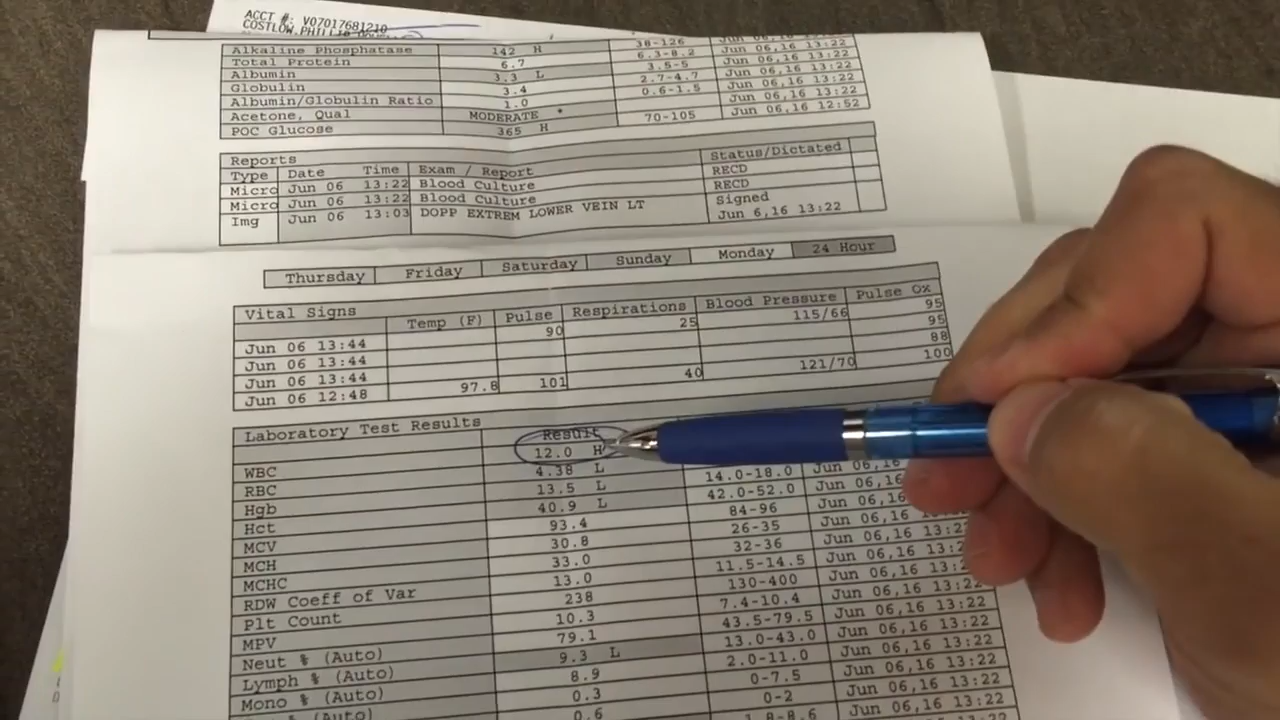 ACCT #: V07017681210
COSTLOW, PHILLIP
Alkaline Phosphatase 142 H 38-126 Jun 06,16 13:22
Total Protein 6.7 6.3-8.2 Jun 06,16 13:22
Albumin 3.3 L 3.5-5 Jun 06,16 13:22
Globulin 3.4 2.7-4.7 Jun 06,16 13:22
Albumin/Globulin Ratio 1.0 0.6-1.5 Jun 06,16 13:22
Acetone, Qual MODERATE * Jun 06,16 13:22
POC Glucose 365 H 70-105 Jun 06,16 12:52
Reports
Type Date Time Exam / Report Status/Dictated
Micro Jun 06 13:22 Blood Culture RECD
Micro Jun 06 13:22 Blood Culture RECD
Img Jun 06 13:03 DOPP EXTREM LOWER VEIN LT Signed
Jun 6,16 13:22
Thursday Friday Saturday Sunday Monday 24 Hour
Vital Signs
Temp (F) Pulse Respirations Blood Pressure Pulse Ox
Jun 06 13:44 90 25 115/66 95
Jun 06 13:44 95
Jun 06 13:44 88
Jun 06 12:48 97.8 101 40 121/70 100
Laboratory Test Results Result
WBC 12.0 H
RBC 4.38 L
Hgb 13.5 L 14.0-18.0 Jun 06,16
Hct 40.9 L 42.0-52.0 Jun 06,16
MCV 93.4 84-96 Jun 06,16
MCH 30.8 26-35 Jun 06,16
MCHC 33.0 32-36 Jun 06,16 13:22
RDW Coeff of Var 13.0 11.5-14.5 Jun 06,16 13:22
Plt Count 238 130-400 Jun 06,16 13:22
MPV 10.3 7.4-10.4 Jun 06,16 13:22
Neut % (Auto) 79.1 43.5-79.5 Jun 06,16 13:22
Lymph % (Auto) 9.3 L 13.0-43.0 Jun 06,16 13:22
Mono % (Auto) 8.9 2.0-11.0 Jun 06,16 13:22
% (Auto) 0.3 0-7.5 Jun 06,16 13:22
0.6 0-2 Jun 06,16 13:22
1.8-8.6 Jun 06,16 13:22